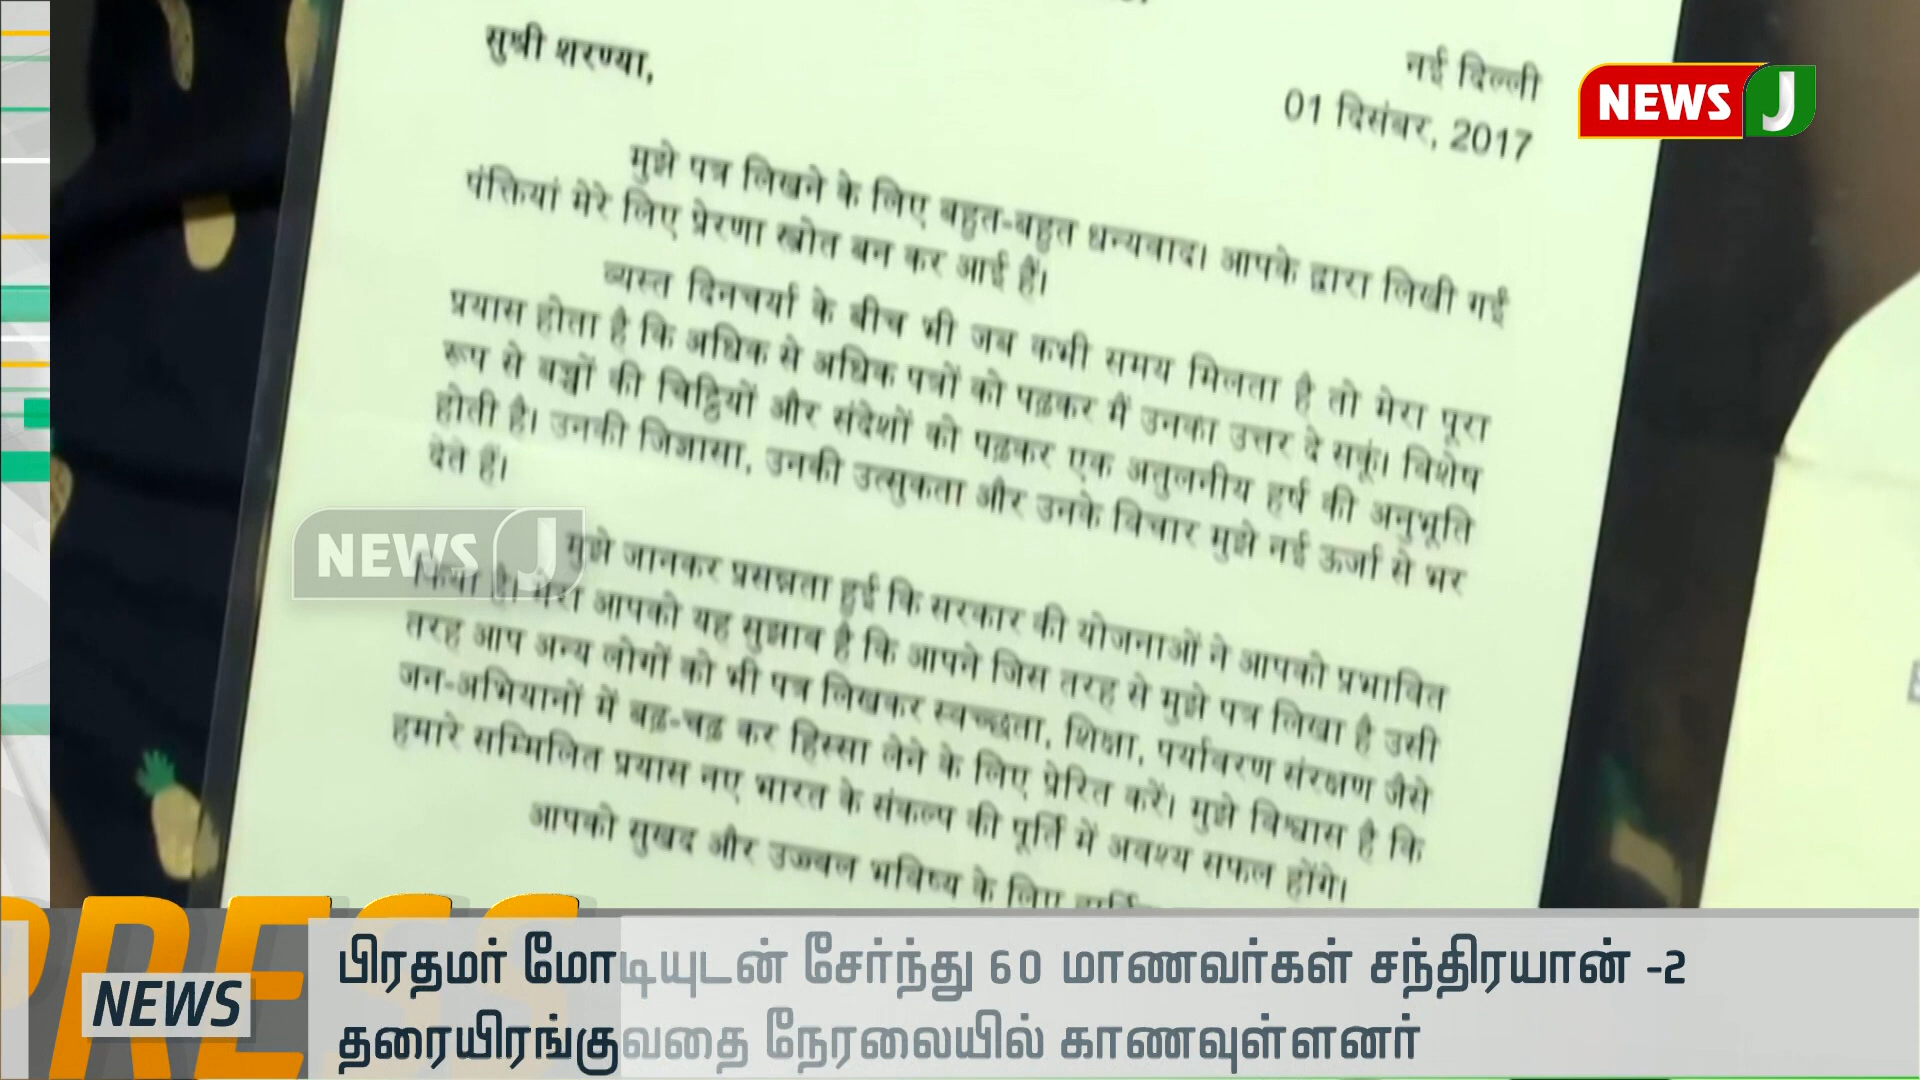 सुश्री शरण्या,
नई दिल्ली
01 दिसंबर, 2017
NEWS J
मुझे पत्र लिखने के लिए बहुत-बहुत धन्यवाद। आपके द्वारा लिखी गईं
पंक्तियां मेरे लिए प्रेरणा स्त्रोत बन कर आई हैं।
व्यस्त दिनचर्या के बीच भी जब कभी समय मिलता है तो मेरा पूरा
प्रयास होता है कि अधिक से अधिक पत्रों को पढ़कर मैं उनका उत्तर दे सकूं। विशेष
रूप से बच्चों की चिट्ठियों और संदेशों को पढ़कर एक अतुलनीय हर्ष की अनुभूति
होती है। उनकी जिज्ञासा, उनकी उत्सुकता और उनके विचार मुझे नई ऊर्जा से भर
देते हैं।
NEWS J
मुझे जानकर प्रसन्नता हुई कि सरकार की योजनाओं ने आपको प्रभावित
किया है। मेरा आपको यह सुझाव है कि आपने जिस तरह से मुझे पत्र लिखा है उसी
तरह आप अन्य लोगों को भी पत्र लिखकर स्वच्छता, शिक्षा, पर्यावरण संरक्षण जैसे
जन-अभियानों में बढ़-चढ़ कर हिस्सा लेने के लिए प्रेरित करें। मुझे विश्वास है कि
हमारे सम्मिलित प्रयास नए भारत के संकल्प की पूर्ति में अवश्य सफल होंगे।
आपको सुखद और उज्जवल भविष्य के लिए
PRESS
NEWS
பிரதமர் மோடியுடன் சேர்ந்து 60 மாணவர்கள் சந்திரயான் -2
தரையிரங்குவதை நேரலையில் காணவுள்ளனர்